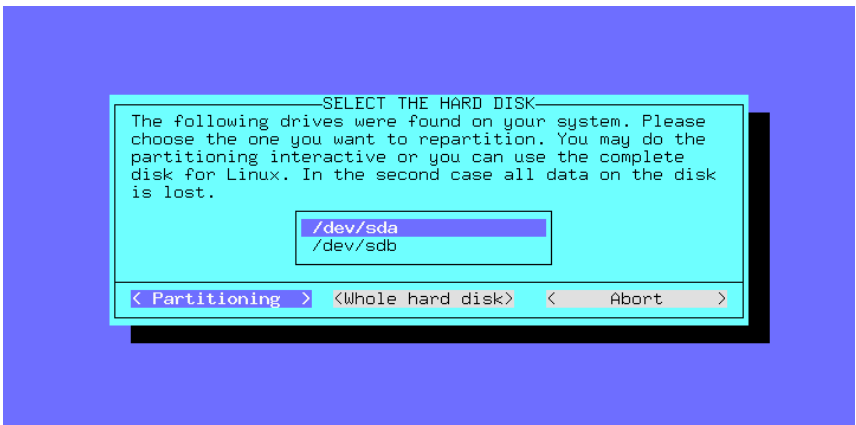 SELECT THE HARD DISK
The following drives were found on your system. Please
choose the one you want to repartition. You may do the
partitioning interactive or you can use the complete
disk for Linux. In the second case all data on the disk
is lost.
/dev/sda
/dev/sdb
< Partitioning > <Whole hard disk> < Abort >